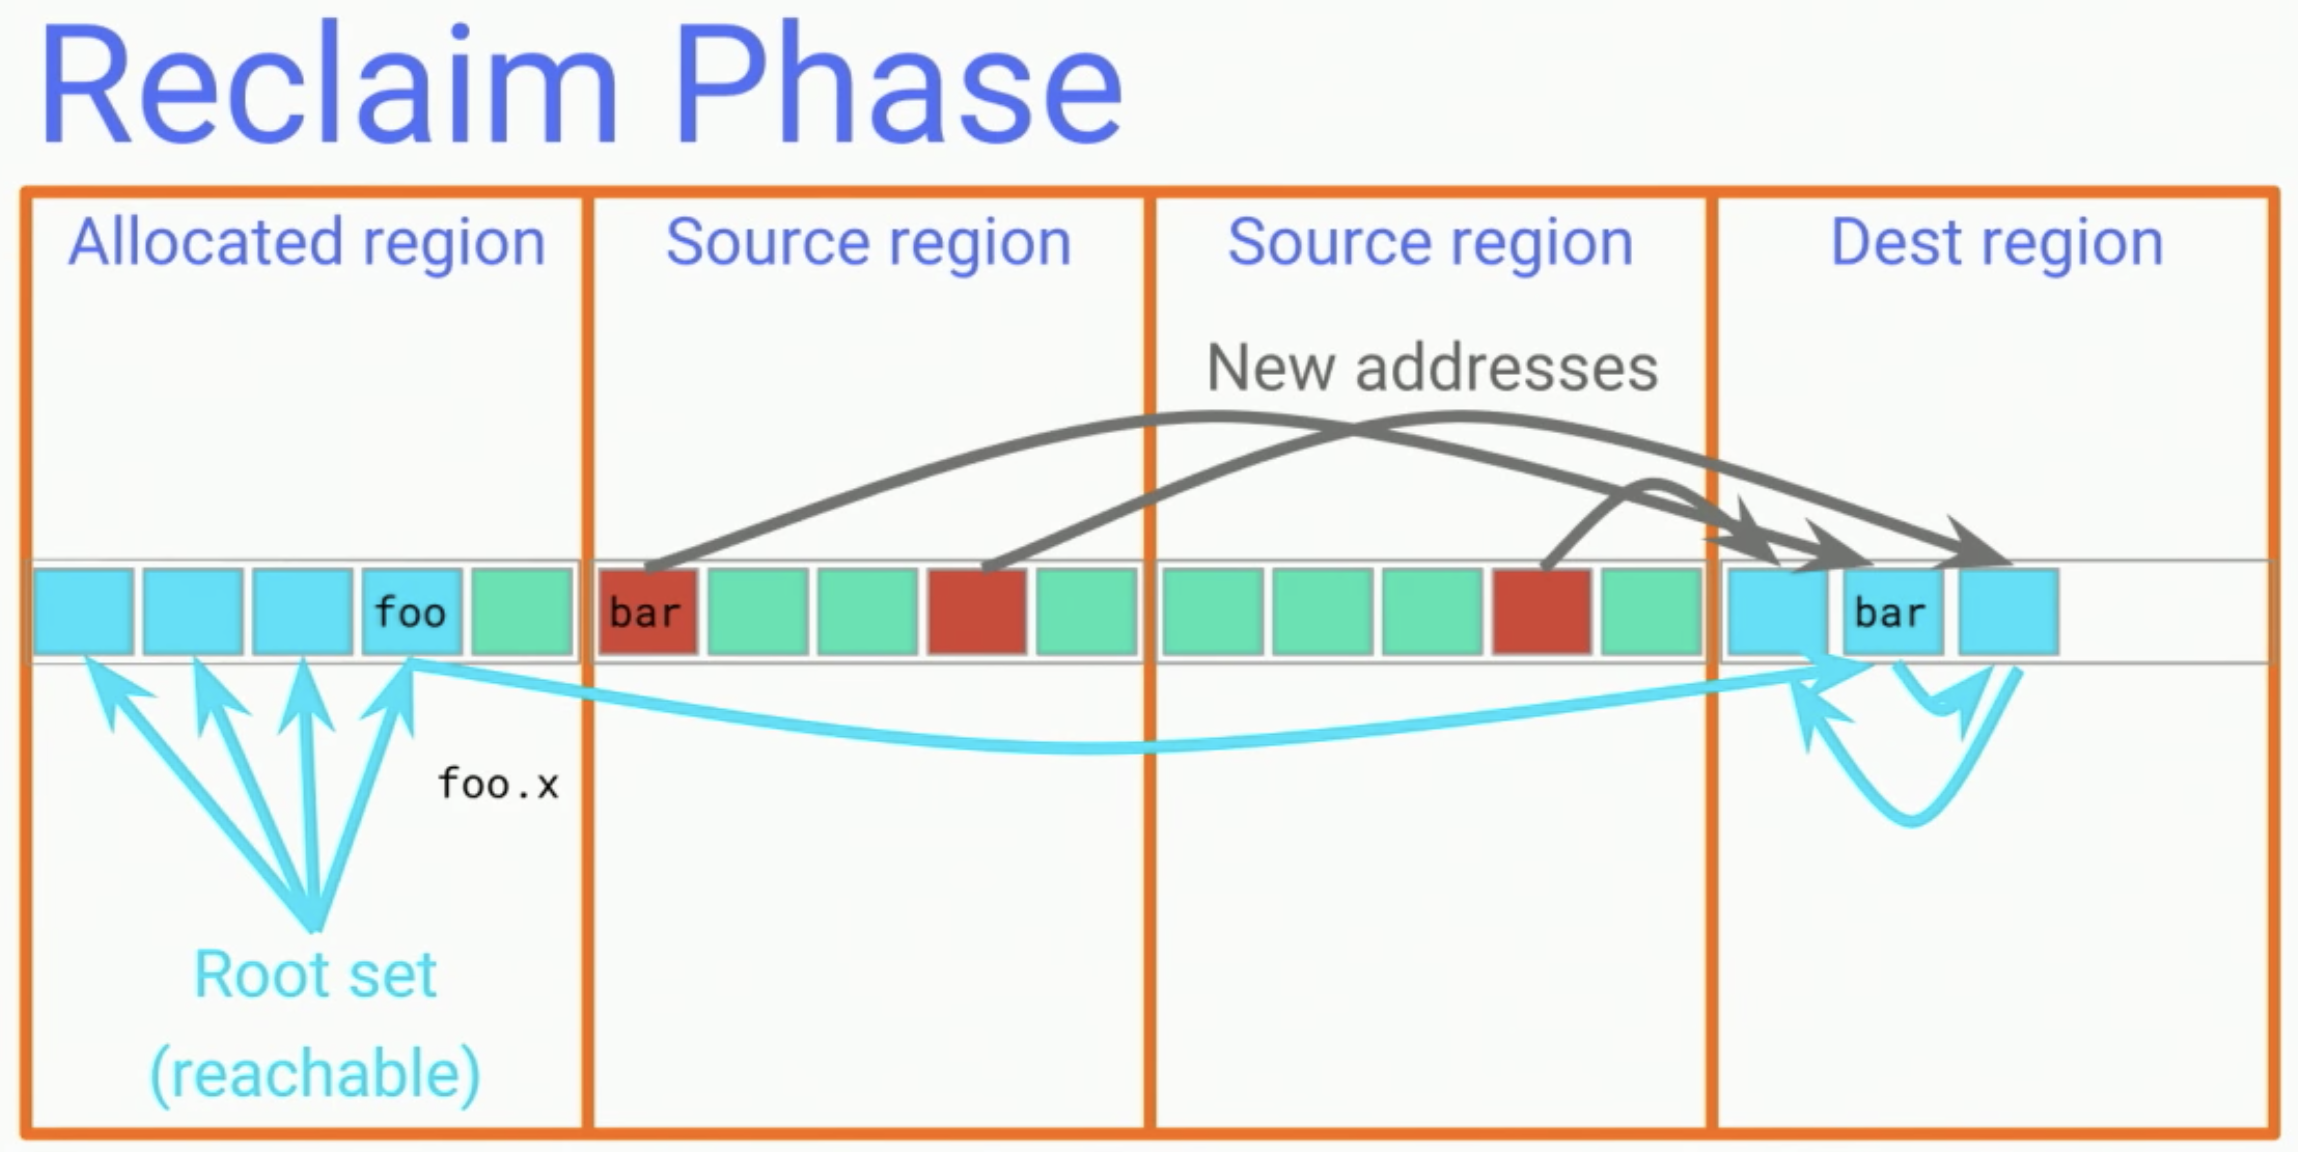 Reclaim Phase
Allocated region
Source region
Source region
Dest region
New addresses
foo
bar
bar
foo.x
Root set
(reachable)